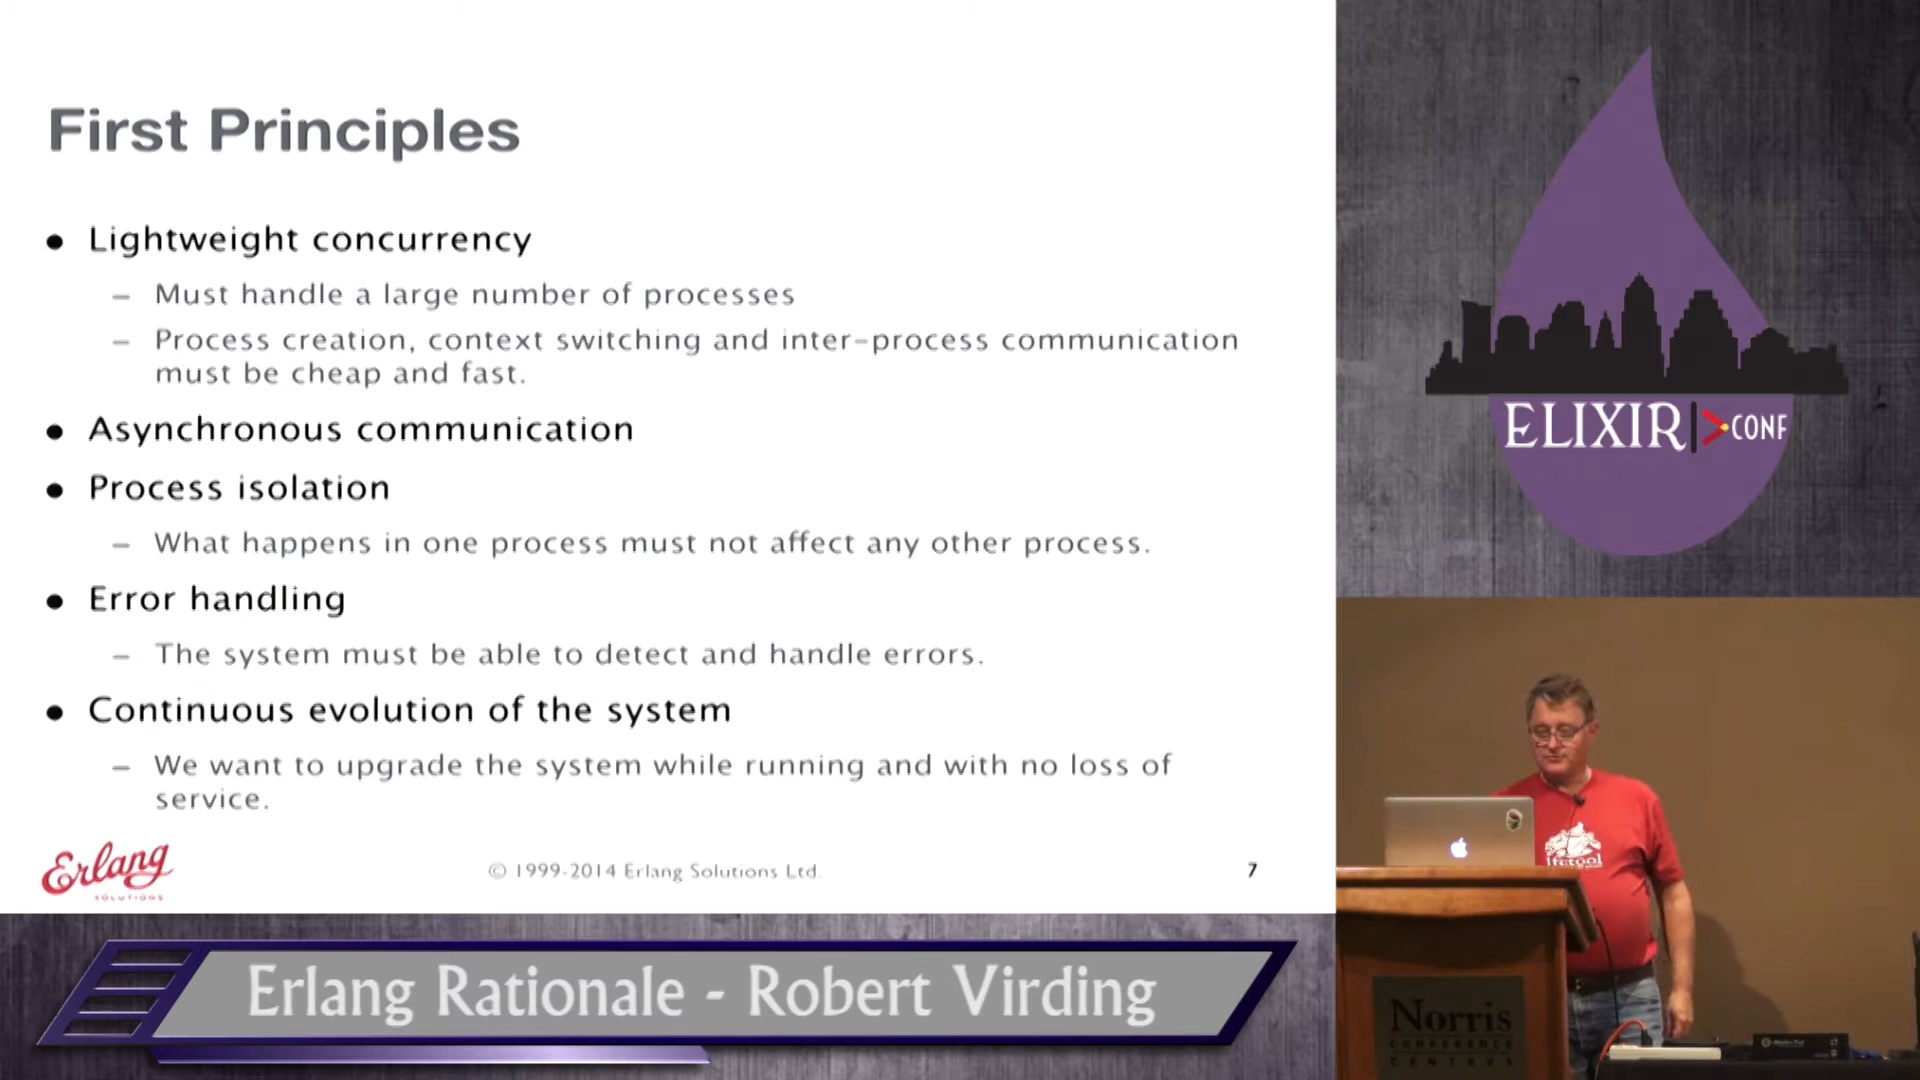 First Principles
• Lightweight concurrency
– Must handle a large number of processes
– Process creation, context switching and inter-process communication
must be cheap and fast.
• Asynchronous communication
• Process isolation
– What happens in one process must not affect any other process.
• Error handling
– The system must be able to detect and handle errors.
• Continuous evolution of the system
– We want to upgrade the system while running and with no loss of
service.
Erlang
SOLUTIONS
© 1999-2014 Erlang Solutions Ltd.
7
Erlang Rationale - Robert Virding
ELIXIR CONF
ltctool
Norris
CONFERENCE
CENTERS